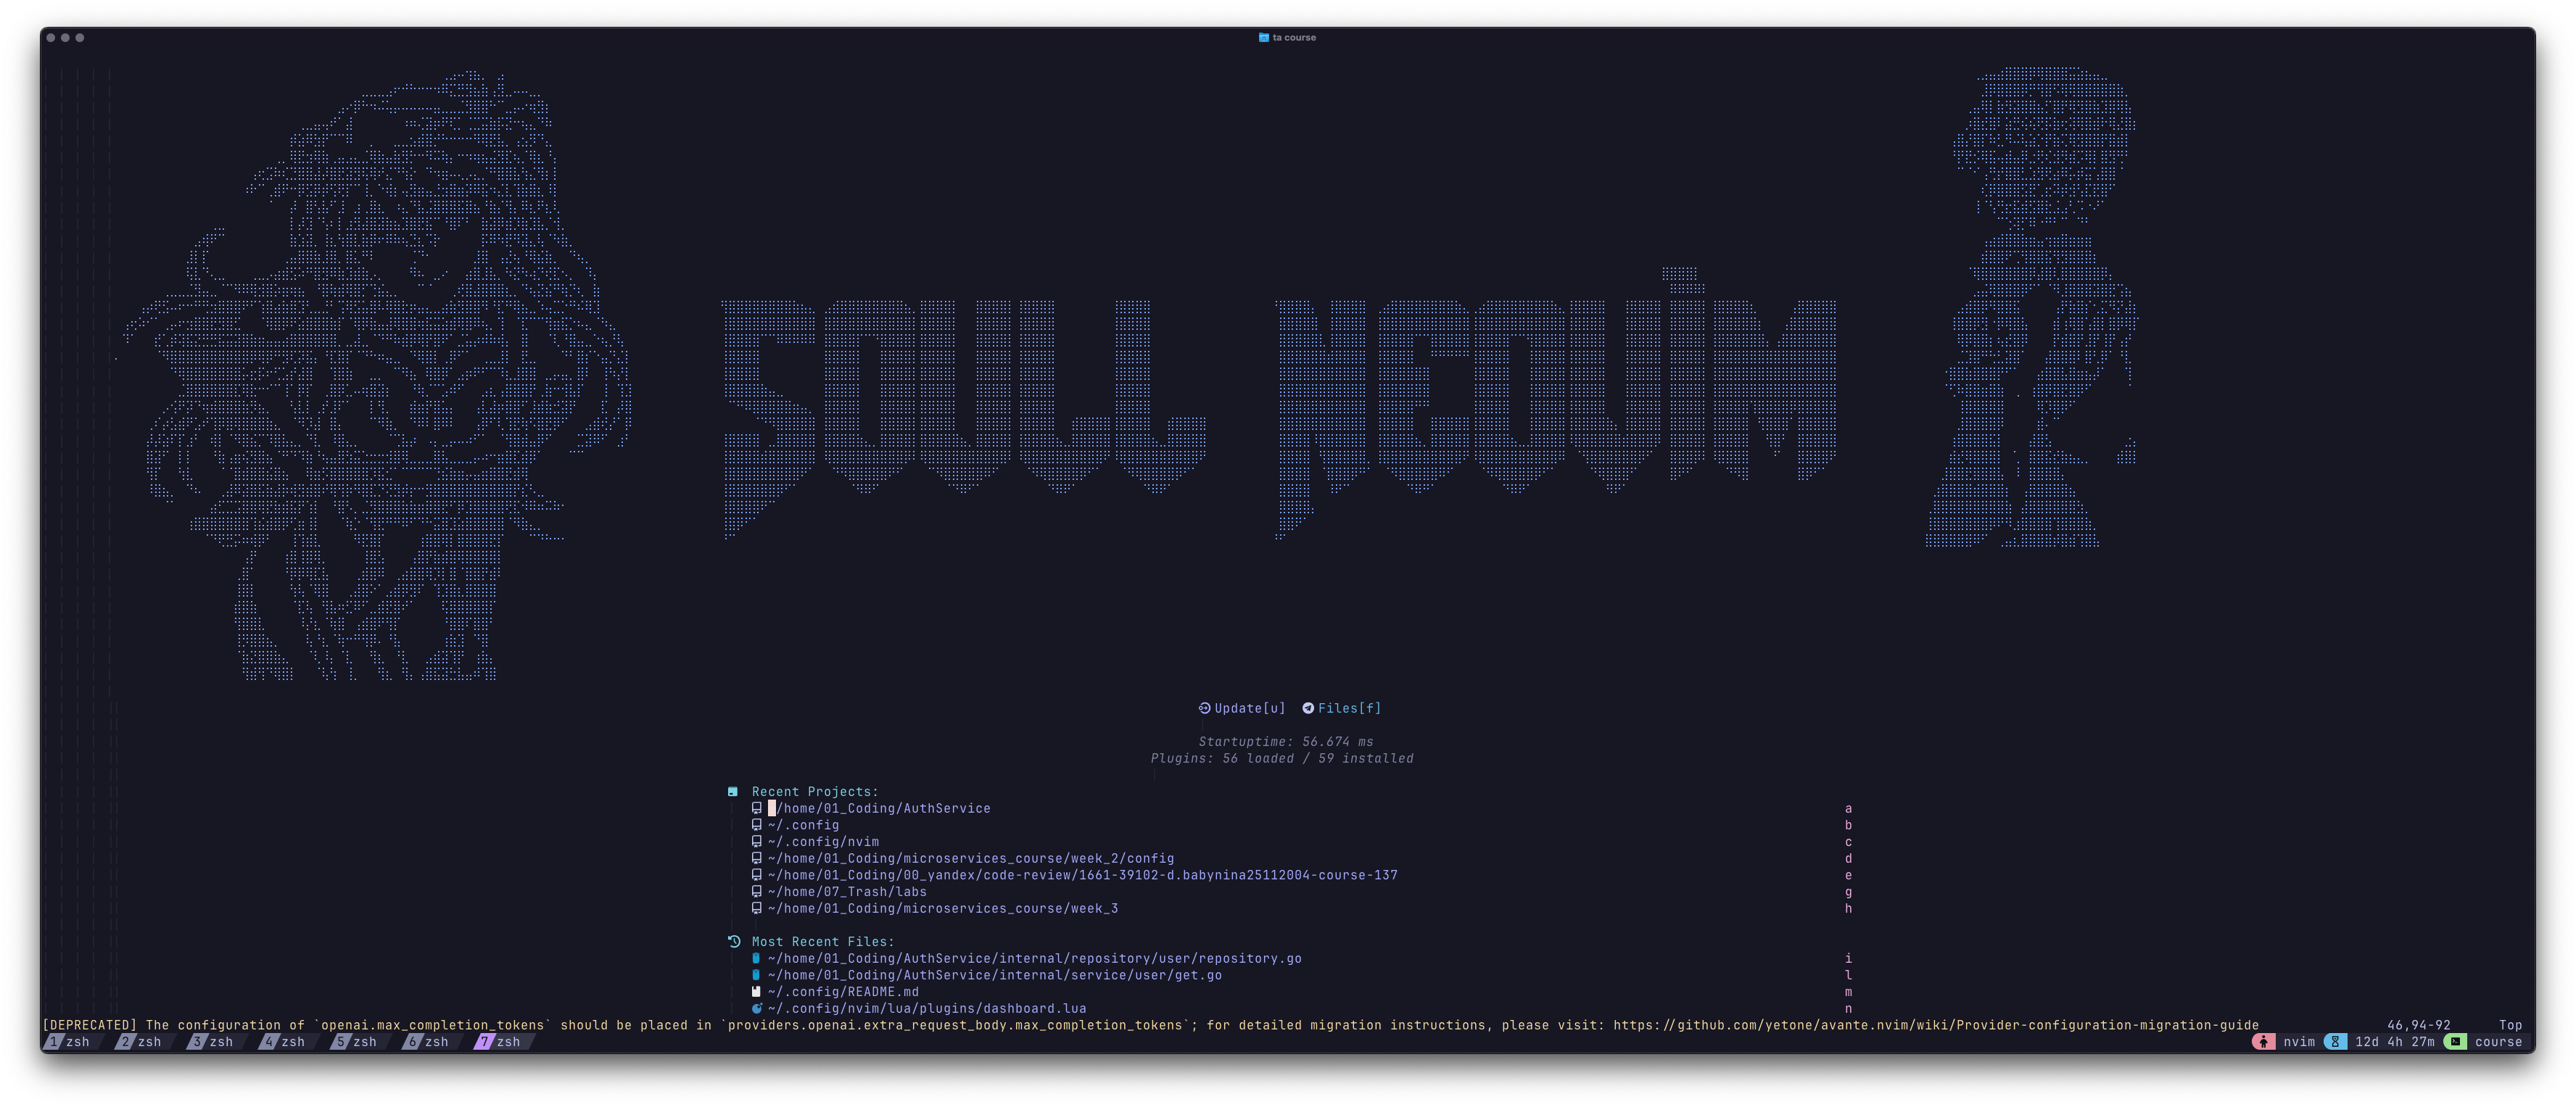 ta course
SOULL NEOVIM
Update[u] Files[f]
Startuptime: 56.674 ms
Plugins: 56 loaded / 59 installed
Recent Projects:
/home/01_Coding/AuthService a
~/.config b
~/.config/nvim c
~/home/01_Coding/microservices_course/week_2/config d
~/home/01_Coding/00_yandex/code-review/1661-39102-d.babynina25112004-course-137 e
~/home/07_Trash/labs g
~/home/01_Coding/microservices_course/week_3 h
Most Recent Files:
~/home/01_Coding/AuthService/internal/repository/user/repository.go i
~/home/01_Coding/AuthService/internal/service/user/get.go l
~/.config/README.md m
~/.config/nvim/lua/plugins/dashboard.lua n
[DEPRECATED] The configuration of `openai.max_completion_tokens` should be placed in `providers.openai.extra_request_body.max_completion_tokens`; for detailed migration instructions, please visit: https://github.com/yetone/avante.nvim/wiki/Provider-configuration-migration-guide 46,94-92 Top
1 zsh 2 zsh 3 zsh 4 zsh 5 zsh 6 zsh 7 zsh nvim 12d 4h 27m course